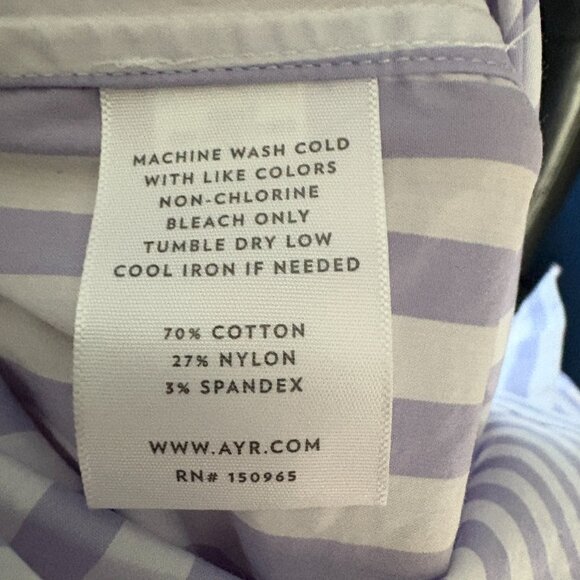 MACHINE WASH COLD
WITH LIKE COLORS
NON-CHLORINE
BLEACH ONLY
TUMBLE DRY LOW
COOL IRON IF NEEDED
70% COTTON
27% NYLON
3% SPANDEX
WWW.AYR.COM
RN# 150965